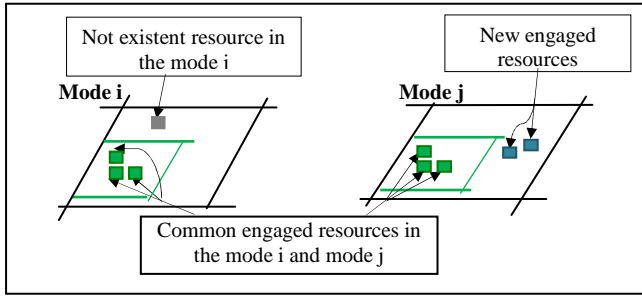 Not existent resource in
the mode i
New engaged
resources
Mode i
Mode j
Common engaged resources in
the mode i and mode j